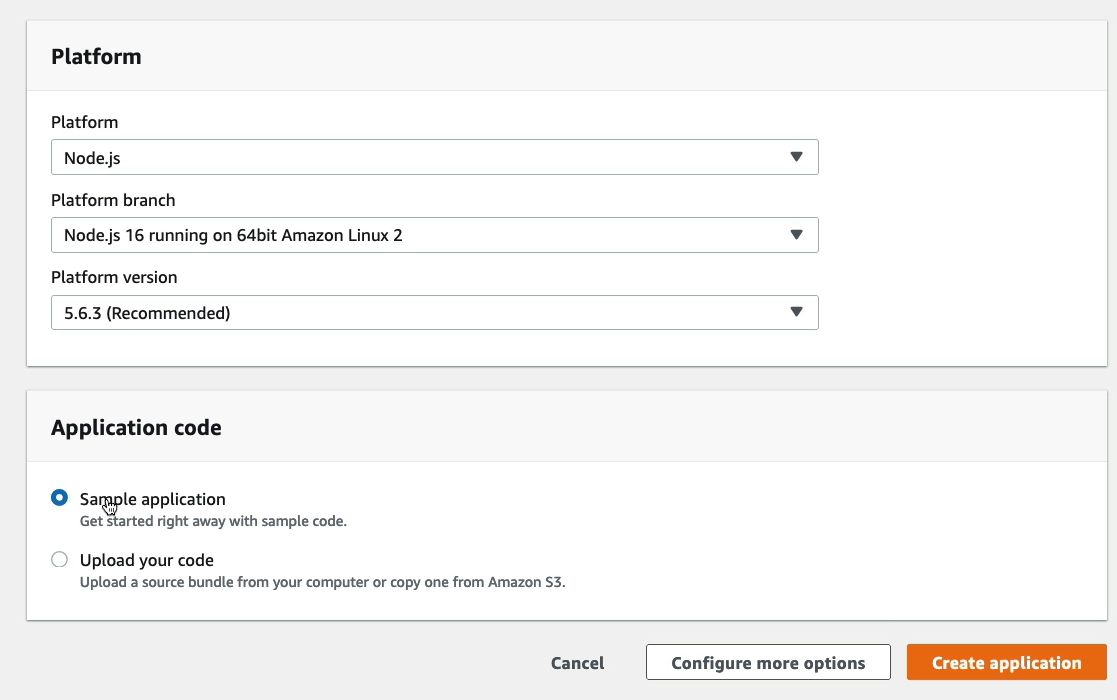 Platform
Platform
Node.js
Platform branch
Node.js 16 running on 64bit Amazon Linux 2
Platform version
5.6.3 (Recommended)
Application code
Sample application
Get started right away with sample code.
Upload your code
Upload a source bundle from your computer or copy one from Amazon S3.
Cancel
Configure more options
Create application